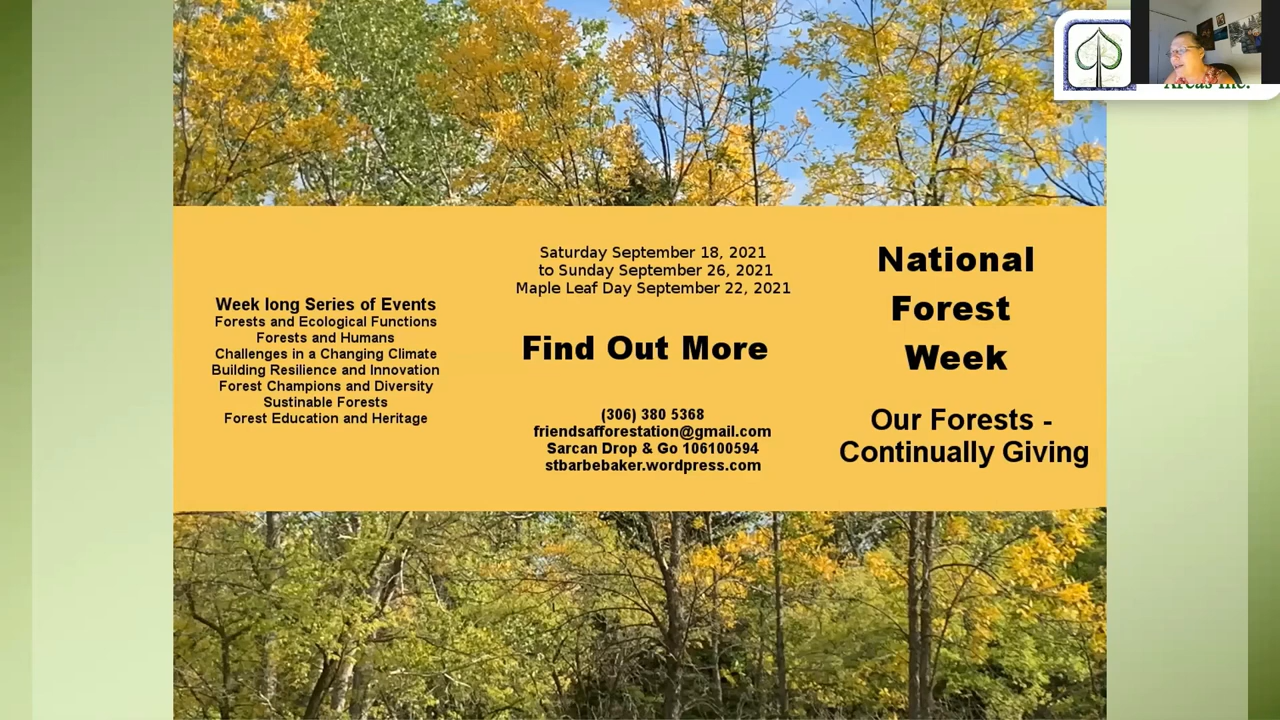 Areas Inc.
Week long Series of Events
Forests and Ecological Functions
Forests and Humans
Challenges in a Changing Climate
Building Resilience and Innovation
Forest Champions and Diversity
Sustinable Forests
Forest Education and Heritage
Saturday September 18, 2021
to Sunday September 26, 2021
Maple Leaf Day September 22, 2021
Find Out More
(306) 380 5368
friendsafforestation@gmail.com
Sarcan Drop & Go 106100594
stbarbebaker.wordpress.com
National
Forest
Week
Our Forests -
Continually Giving